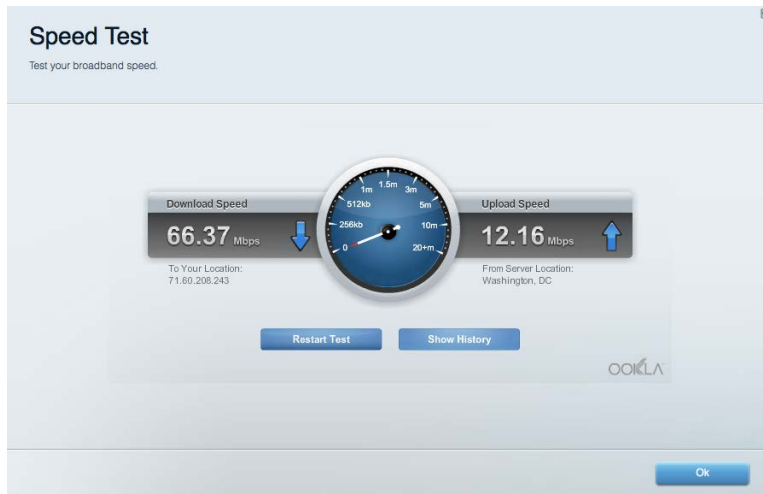 Speed Test
Test your broadband speed.
Download Speed
66.37 Mbps
To Your Location:
71.60.208.243
0
256kb
512kb
1m
1.5m
3m
5m
10m
20+m
Upload Speed
12.16 Mbps
From Server Location:
Washington, DC
Restart Test
Show History
OOKLA
Ok